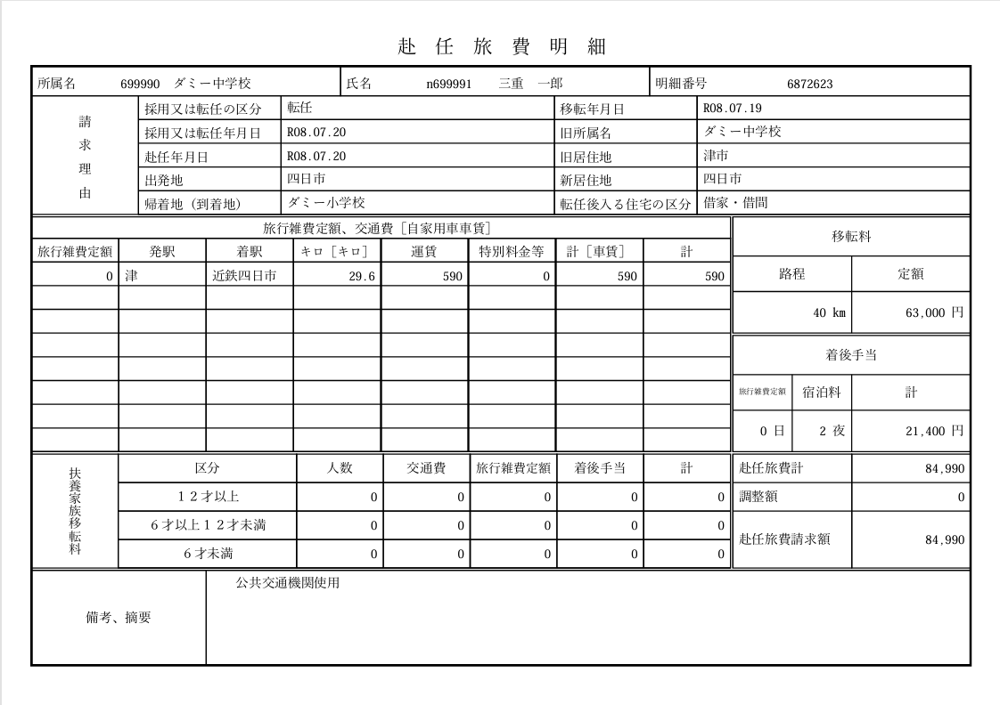 赴任旅費明細
所属名 699990 ダミー中学校 氏名 n699991 三重 一郎 明細番号 6872623
請求理由
採用又は転任の区分 転任 移転年月日 R08.07.19
採用又は転任年月日 R08.07.20 旧所属名 ダミー中学校
赴任年月日 R08.07.20 旧居住地 津市
出発地 四日市 新居住地 四日市
帰着地（到着地） ダミー小学校 転任後入る住宅の区分 借家・借間
旅行雑費定額、交通費［自家用車車賃］
旅行雑費定額 発駅 着駅 キロ［キロ］ 運賃 特別料金等 計［車賃］ 計
0 津 近鉄四日市 29.6 590 0 590 590
移転料
路程 定額
40 km 63,000 円
着後手当
旅行雑費定額 宿泊料 計
0 日 2 夜 21,400 円
扶養家族移転料
区分 人数 交通費 旅行雑費定額 着後手当 計
１２才以上 0 0 0 0 0
６才以上１２才未満 0 0 0 0 0
６才未満 0 0 0 0 0
赴任旅費計 84,990
調整額 0
赴任旅費請求額 84,990
備考、摘要 公共交通機関使用